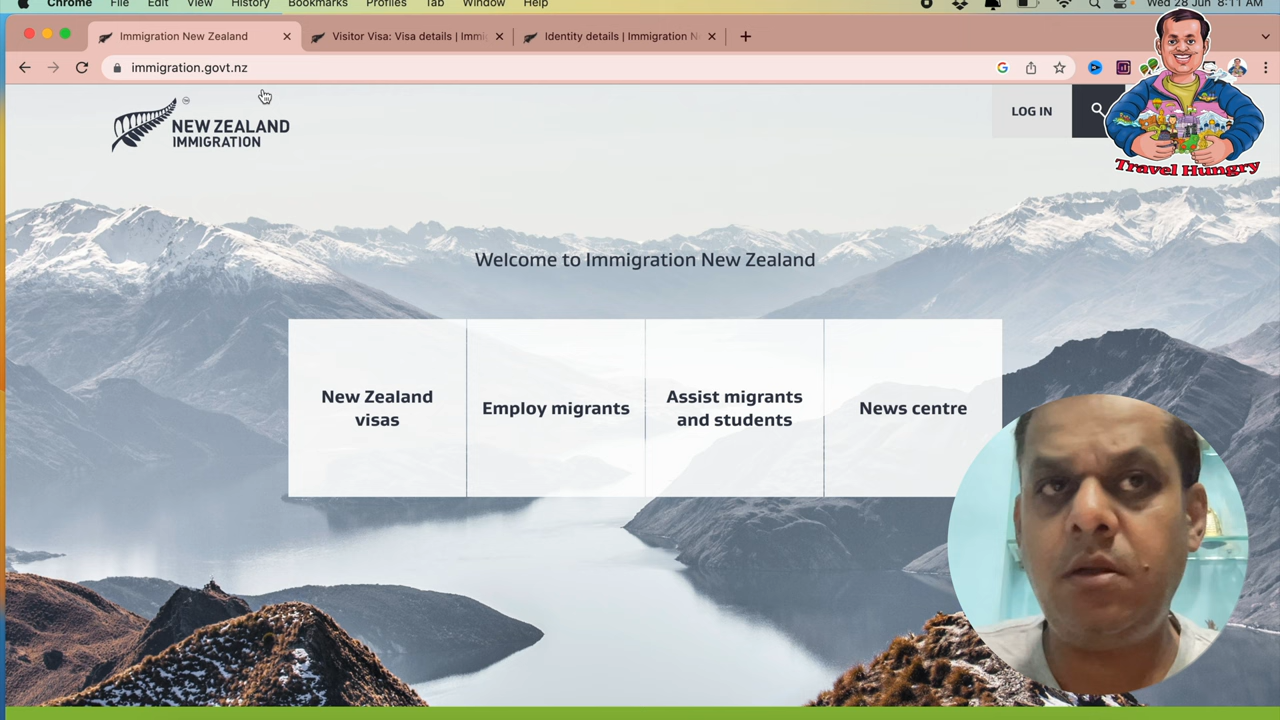 Chrome File Edit View History Bookmarks Profiles Tab Window Help Wed 28 Jun 8:11 AM
Immigration New Zealand
Visitor Visa: Visa details | Immig
Identity details | Immigration N
immigration.govt.nz
NEW ZEALAND
IMMIGRATION
LOG IN
Travel Hungry
Welcome to Immigration New Zealand
New Zealand
visas
Employ migrants
Assist migrants
and students
News centre